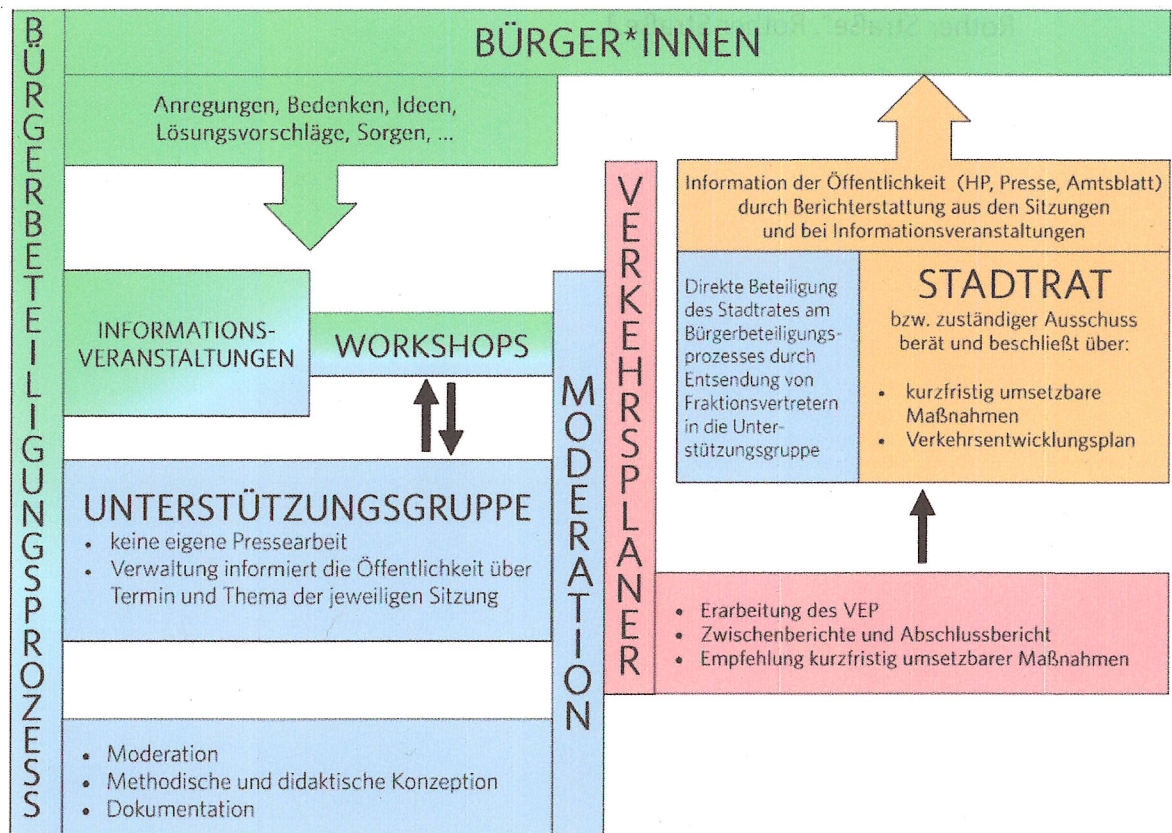 BÜRGERBETEILIGUNGSPROZESS
BÜRGER*INNEN
Anregungen, Bedenken, Ideen,
Lösungsvorschläge, Sorgen, ...
INFORMATIONS-
VERANSTALTUNGEN
WORKSHOPS
UNTERSTÜTZUNGSGRUPPE
• keine eigene Pressearbeit
• Verwaltung informiert die Öffentlichkeit über
Termin und Thema der jeweiligen Sitzung
• Moderation
• Methodische und didaktische Konzeption
• Dokumentation
MODERATION
VERKEHRSPLANER
Information der Öffentlichkeit (HP, Presse, Amtsblatt)
durch Berichterstattung aus den Sitzungen
und bei Informationsveranstaltungen
Direkte Beteiligung
des Stadtrates am
Bürgerbeteiligungs-
prozesses durch
Entsendung von
Fraktionsvertretern
in die Unter-
stützungsgruppe
STADTRAT
bzw. zuständiger Ausschuss
berät und beschließt über:
• kurzfristig umsetzbare
Maßnahmen
• Verkehrsentwicklungsplan
• Erarbeitung des VEP
• Zwischenberichte und Abschlussbericht
• Empfehlung kurzfristig umsetzbarer Maßnahmen